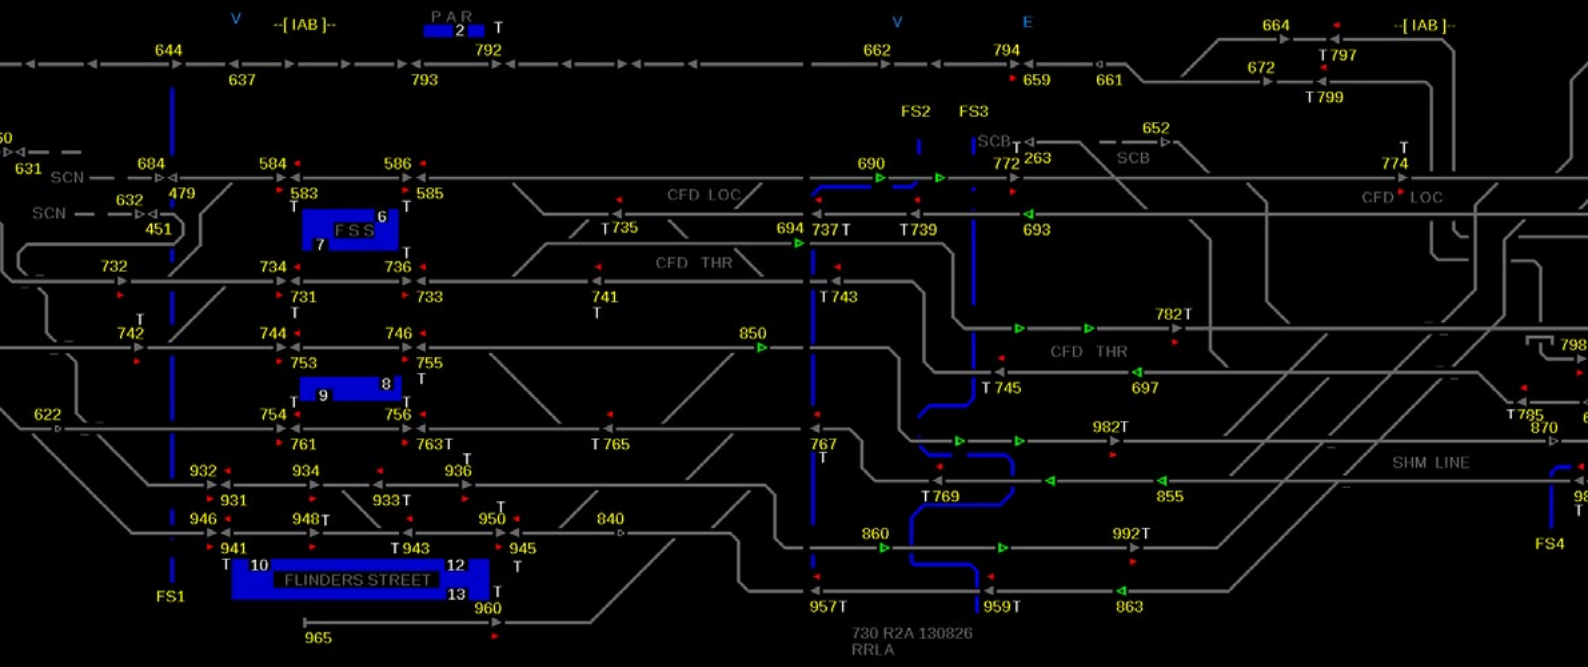 P A R
V --[ IAB ]-- 2 T V E 664 --[ IAB ]--
644 792 662 794 T 797
637 793 659 661 672
T 799
FS2 FS3
631 SCN 684 584 586 690 SCB T 263 652 T
479 583 585 772 SCB 774
SCN 632 T 6 T CFD LOC CFD LOC
451 F S S T 735 737 T T 739 693
7 T 694
732 734 736 CFD THR
731 733 741 T 743
T T T 782 T
742 744 746 850 CFD THR 798
753 755 T 745 697
8 T
9
T T T 785
622 754 756 982 T 870
761 763 T T 765 767
T T SHM LINE
932 934 936
931 933 T T 769 855
T T
946 948 T 950 840 860 992 T
941 T 943 945 FS4
T 10 12 T
FLINDERS STREET
FS1 13 T 957 T 959 T 863
960
965
730 R2A 130826
RRLA